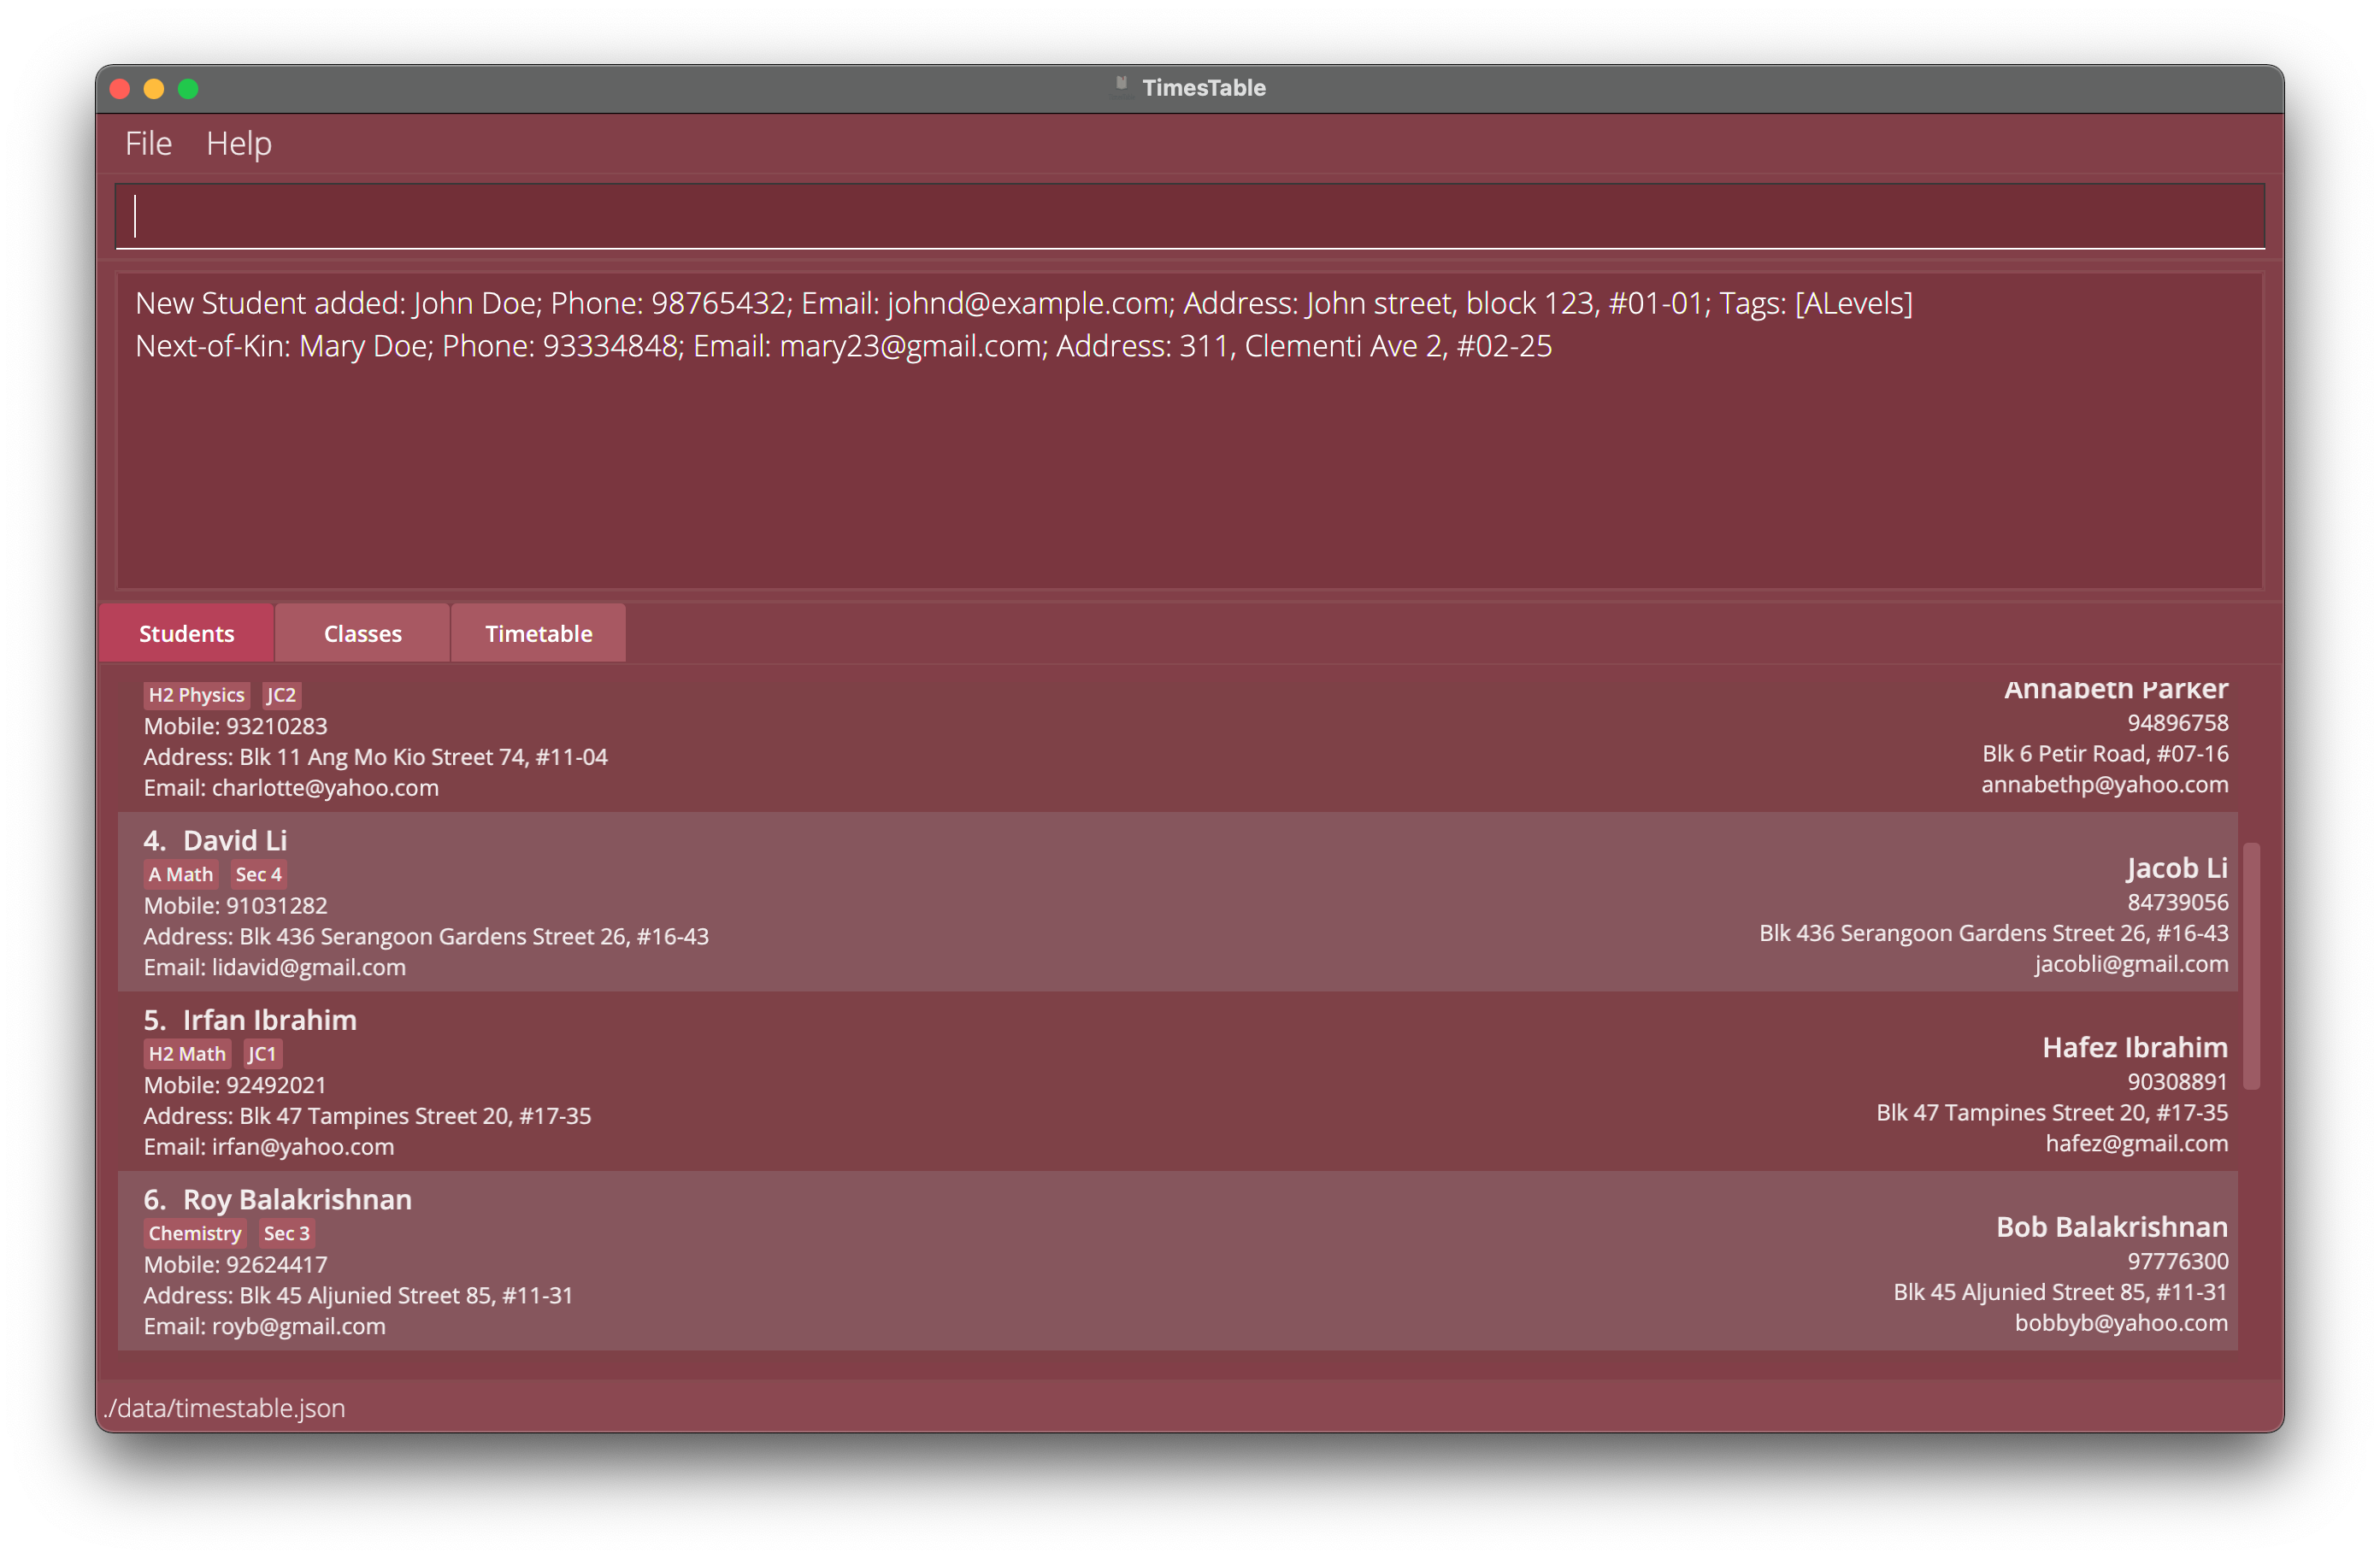 TimesTable
File Help
New Student added: John Doe; Phone: 98765432; Email: johnd@example.com; Address: John street, block 123, #01-01; Tags: [ALevels]
Next-of-Kin: Mary Doe; Phone: 93334848; Email: mary23@gmail.com; Address: 311, Clementi Ave 2, #02-25
Students Classes Timetable
H2 Physics JC2
Mobile: 93210283
Address: Blk 11 Ang Mo Kio Street 74, #11-04
Email: charlotte@yahoo.com
Annabeth Parker
94896758
Blk 6 Petir Road, #07-16
annabethp@yahoo.com
4. David Li
A Math Sec 4
Mobile: 91031282
Address: Blk 436 Serangoon Gardens Street 26, #16-43
Email: lidavid@gmail.com
Jacob Li
84739056
Blk 436 Serangoon Gardens Street 26, #16-43
jacobli@gmail.com
5. Irfan Ibrahim
H2 Math JC1
Mobile: 92492021
Address: Blk 47 Tampines Street 20, #17-35
Email: irfan@yahoo.com
Hafez Ibrahim
90308891
Blk 47 Tampines Street 20, #17-35
hafez@gmail.com
6. Roy Balakrishnan
Chemistry Sec 3
Mobile: 92624417
Address: Blk 45 Aljunied Street 85, #11-31
Email: royb@gmail.com
Bob Balakrishnan
97776300
Blk 45 Aljunied Street 85, #11-31
bobbyb@yahoo.com
./data/timestable.json